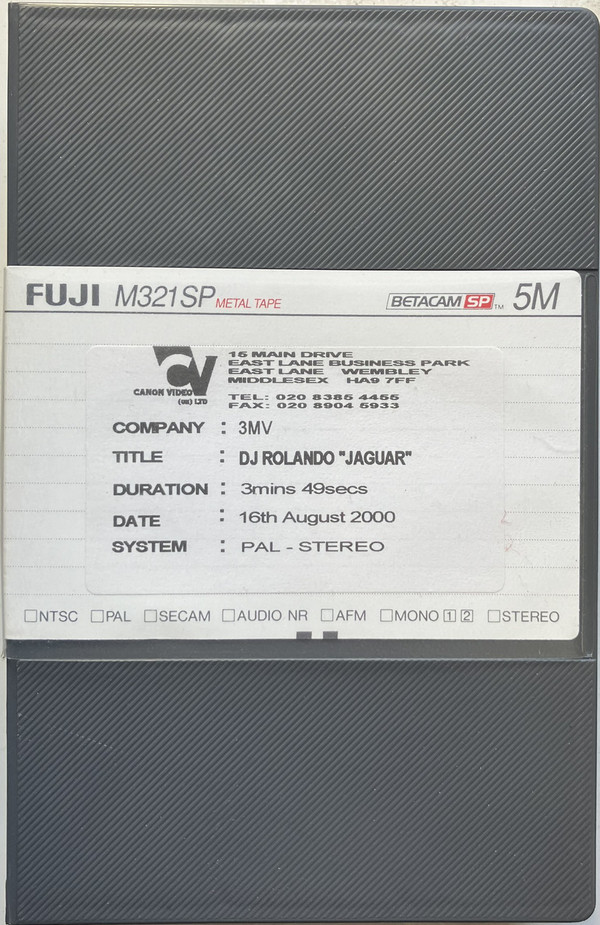 FUJI M321SP METAL TAPE BETACAM SP TM 5M
CANON VIDEO
(UK) LTD
15 MAIN DRIVE
EAST LANE BUSINESS PARK
EAST LANE WEMBLEY
MIDDLESEX HA9 7FF
TEL: 020 8385 4455
FAX: 020 8904 5933
COMPANY : 3MV
TITLE : DJ ROLANDO "JAGUAR"
DURATION : 3mins 49secs
DATE : 16th August 2000
SYSTEM : PAL - STEREO
☐NTSC ☐PAL ☐SECAM ☐AUDIO NR ☐AFM ☐MONO 1 2 ☐STEREO